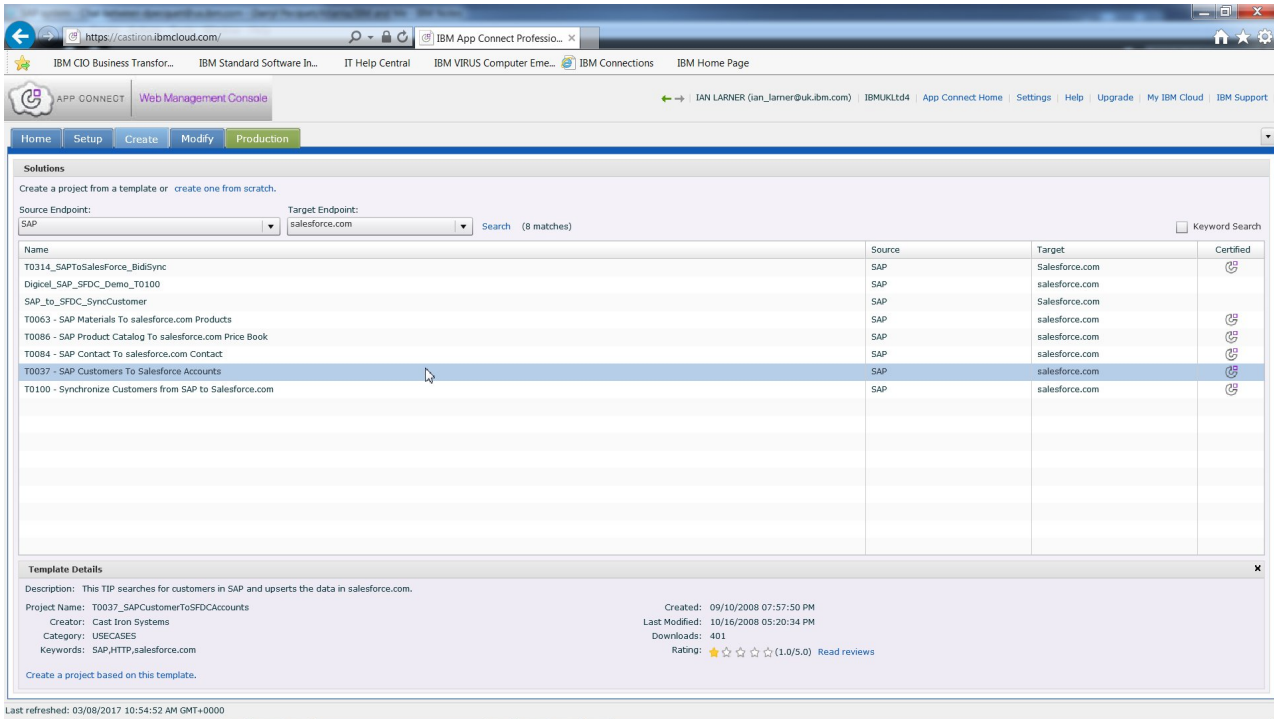 https://castiron.ibmcloud.com/
IBM App Connect Professio... ×
IBM CIO Business Transfor... IBM Standard Software In... IT Help Central IBM VIRUS Computer Eme... IBM Connections IBM Home Page
APP CONNECT Web Management Console
IAN LARNER (ian_larner@uk.ibm.com) | IBMUKLtd4 | App Connect Home | Settings | Help | Upgrade | My IBM Cloud | IBM Support
Home Setup Create Modify Production
Solutions
Create a project from a template or create one from scratch.
Source Endpoint: Target Endpoint:
SAP salesforce.com Search (8 matches) Keyword Search
Name Source Target Certified
T0314_SAPToSalesForce_BidiSync SAP Salesforce.com
Digicel_SAP_SFDC_Demo_T0100 SAP salesforce.com
SAP_to_SFDC_SyncCustomer SAP Salesforce.com
T0063 - SAP Materials To salesforce.com Products SAP salesforce.com
T0086 - SAP Product Catalog To salesforce.com Price Book SAP salesforce.com
T0084 - SAP Contact To salesforce.com Contact SAP salesforce.com
T0037 - SAP Customers To Salesforce Accounts SAP salesforce.com
T0100 - Synchronize Customers from SAP to Salesforce.com SAP salesforce.com
Template Details
Description: This TIP searches for customers in SAP and upserts the data in salesforce.com.
Project Name: T0037_SAPCustomerToSFDCAccounts Created: 09/10/2008 07:57:50 PM
Creator: Cast Iron Systems Last Modified: 10/16/2008 05:20:34 PM
Category: USECASES Downloads: 401
Keywords: SAP,HTTP,salesforce.com Rating: (1.0/5.0) Read reviews
Create a project based on this template.
Last refreshed: 03/08/2017 10:54:52 AM GMT+0000